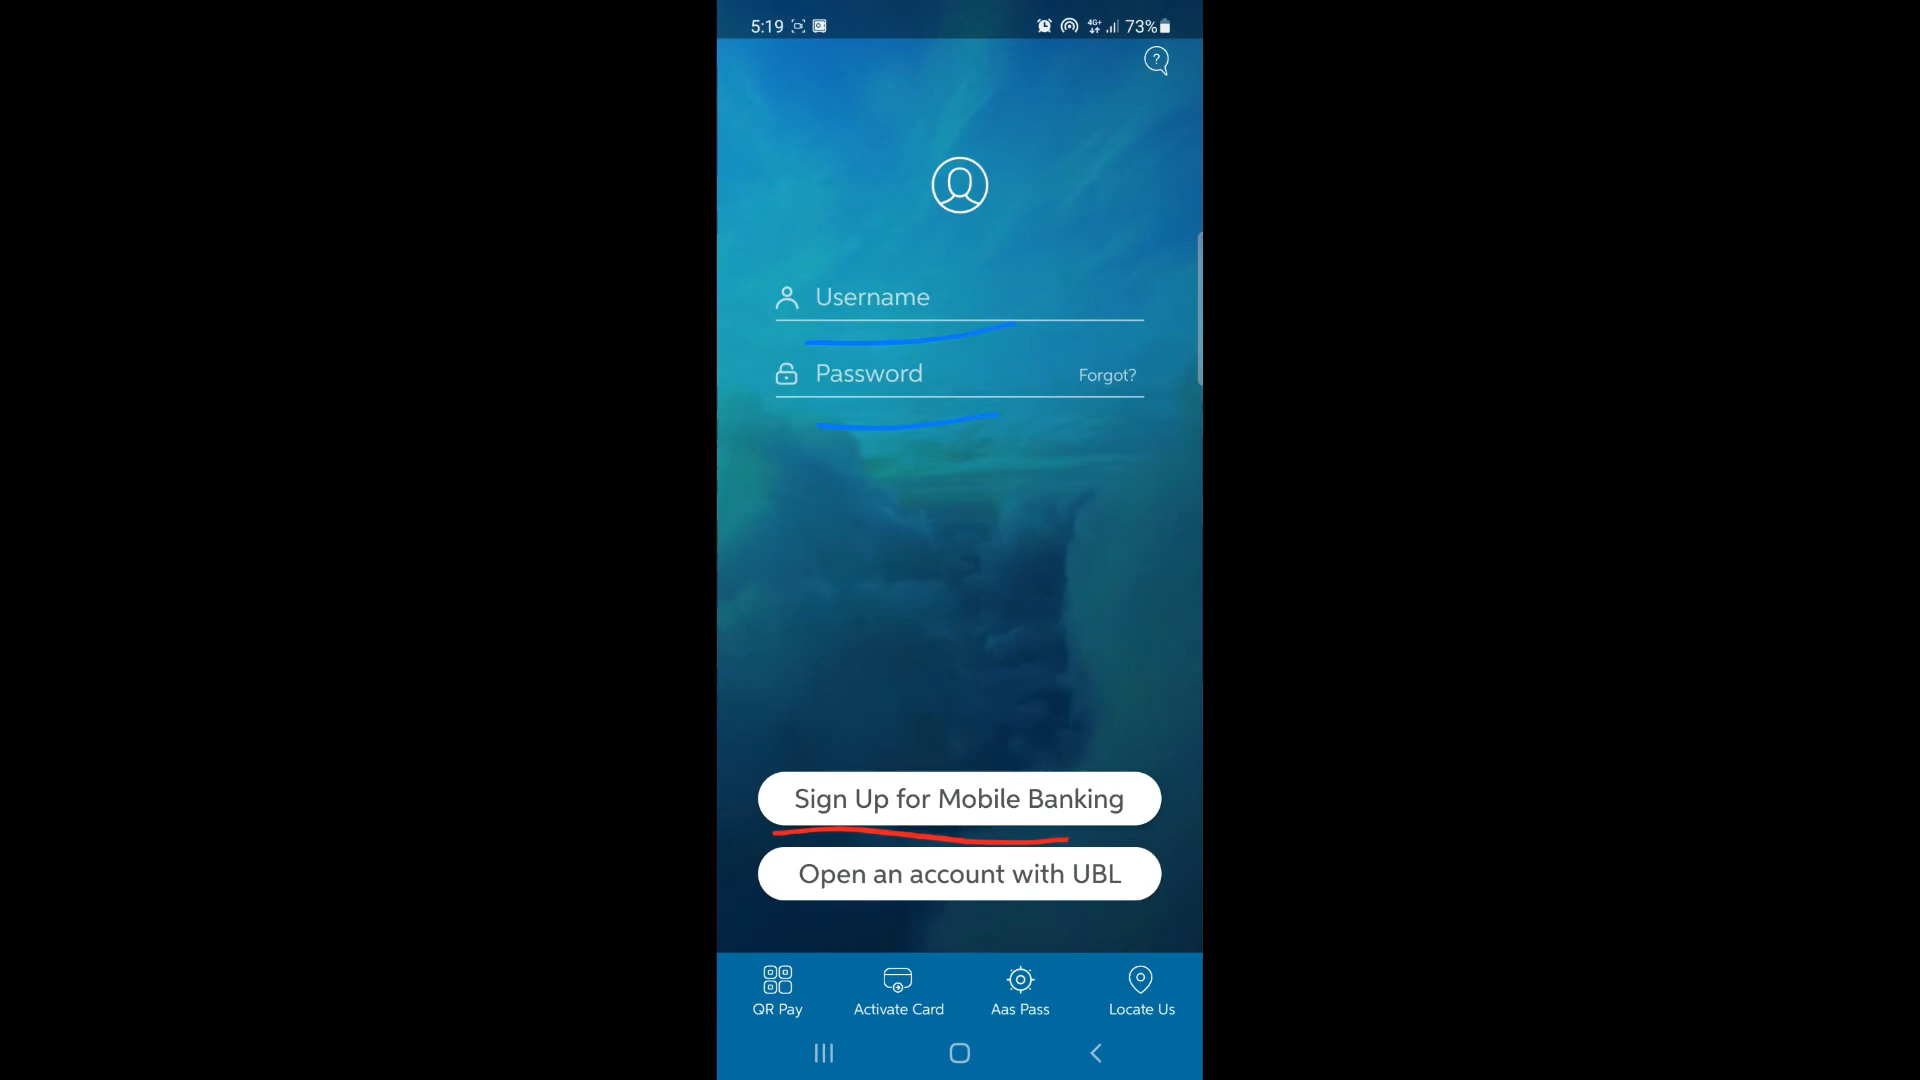 5:19
4G+ 73%
?
Username
Password Forgot?
Sign Up for Mobile Banking
Open an account with UBL
QR Pay Activate Card Aas Pass Locate Us